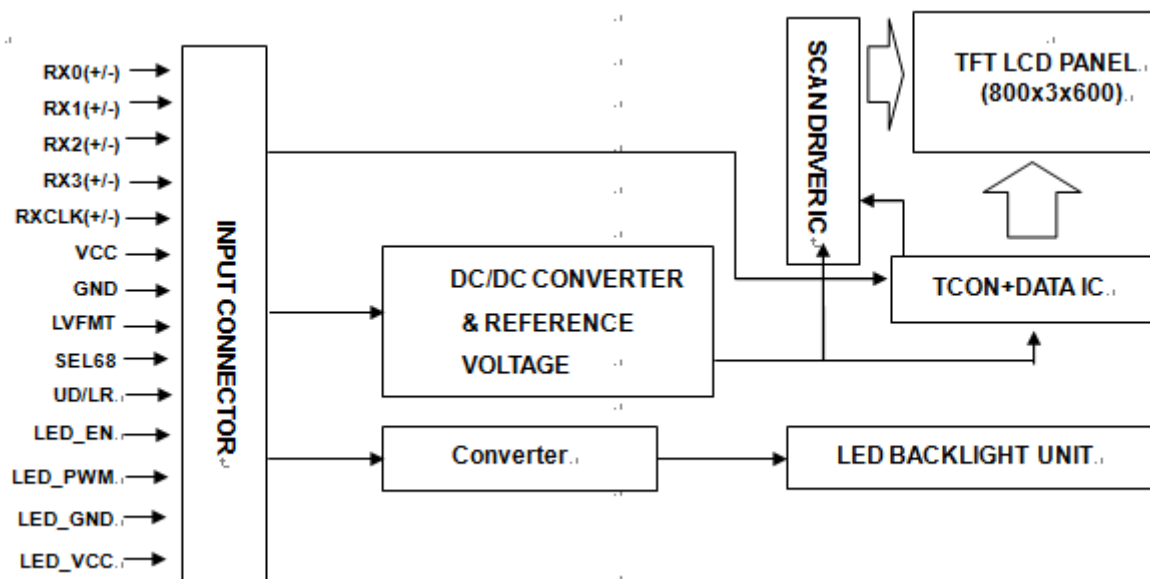 RX0(+/-)
RX1(+/-)
RX2(+/-)
RX3(+/-)
RXCLK(+/-)
VCC
GND
LVFMT
SEL68
UD/LR
LED_EN
LED_PWM
LED_GND
LED_VCC
INPUT CONNECTOR
DC/DC CONVERTER
& REFERENCE
VOLTAGE
Converter
SCAN DRIVER IC
TFT LCD PANEL
(800x3x600)
TCON+DATA IC
LED BACKLIGHT UNIT